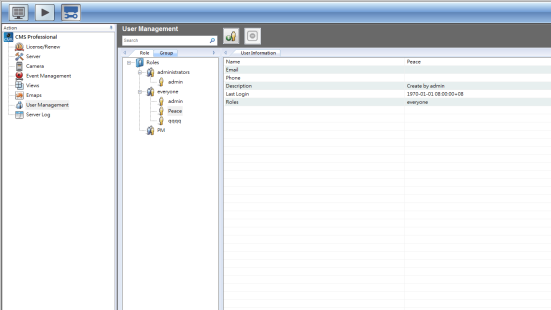 Action
CMS Professional
License/Renew
Server
Camera
Event Management
Views
Emaps
User Management
Server Log
User Management
Search
Role
Group
Roles
administrators
admin
everyone
admin
Peace
qqqq
PM
User Information
Name Peace
Email
Phone
Description Create by admin
Last Login 1970-01-01 08:00:00+08
Roles everyone